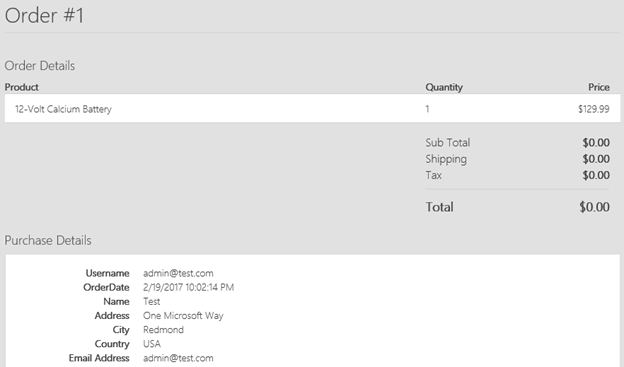 Order #1
Order Details
Product Quantity Price
12-Volt Calcium Battery 1 $129.99
Sub Total $0.00
Shipping $0.00
Tax $0.00
Total $0.00
Purchase Details
Username admin@test.com
OrderDate 2/19/2017 10:02:14 PM
Name Test
Address One Microsoft Way
City Redmond
Country USA
Email Address admin@test.com